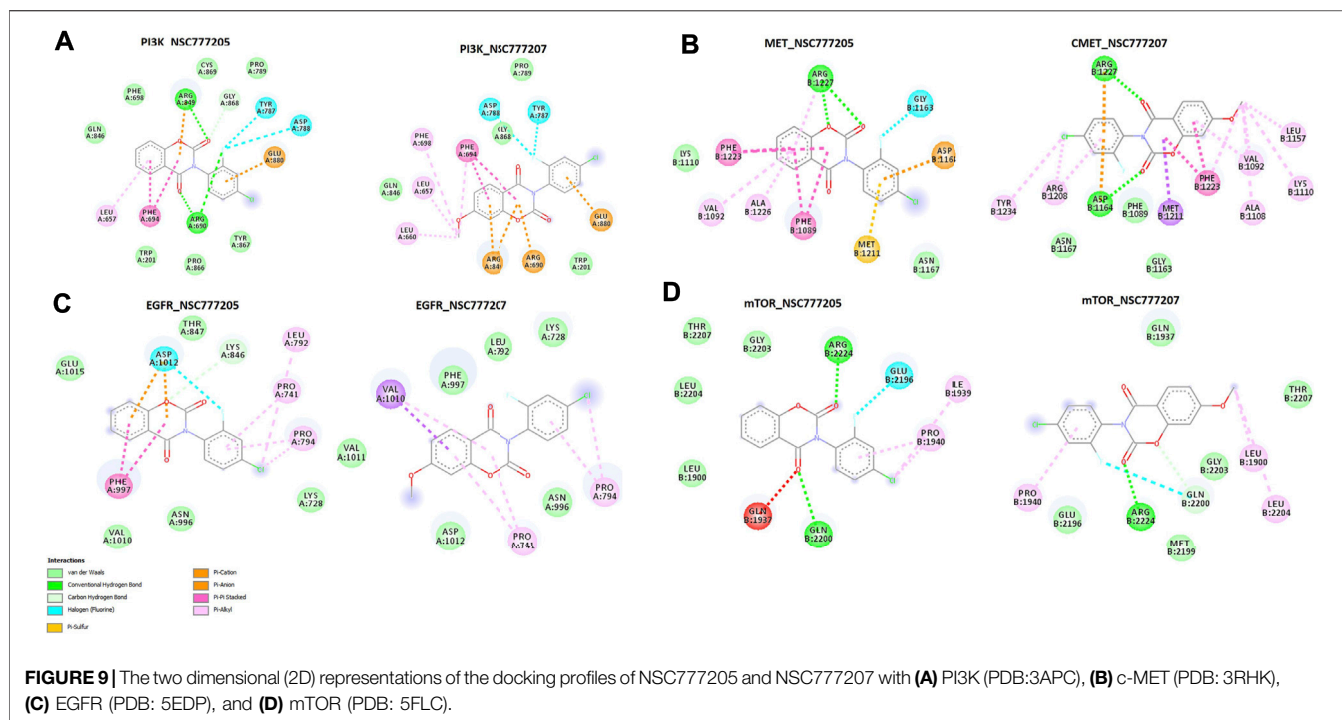 A
PI3K_NSC777205
CYS
A:869
PRO
A:789
PHE
A:698
ARG
A:849
GLY
A:868
TYR
A:787
GLN
A:846
ASP
A:788
GLU
A:880
LEU
A:657
PHE
A:694
ARG
A:690
TYR
A:867
TRP
A:201
PRO
A:866
PI3K_NSC777207
PRO
A:789
ASP
A:788
TYR
A:787
GLY
A:868
PHE
A:698
PHE
A:694
GLN
A:846
LEU
A:657
LEU
A:660
GLU
A:880
ARG
ARG
A:690
TRP
A:201
B
MET_NSC777205
ARG
B:1227
GLY
B:1163
LYS
B:1110
PHE
B:1223
ASP
VAL
B:1092
ALA
B:1226
PHE
B:1089
MET
B:1211
ASN
B:1167
CMET_NSC777207
ARG
B:1227
LEU
B:1157
VAL
B:1092
LYS
B:1110
TYR
B:1234
ARG
B:1208
ASP
B:1164
PHE
B:1089
MET
B:1211
PHE
B:1223
ALA
B:1108
ASN
B:1167
GLY
B:1163
C
EGFR_NSC777205
THR
A:847
LEU
A:792
ASP
A:1012
LYS
A:846
GLU
A:1015
PRO
A:741
PRO
A:794
VAL
A:1011
PHE
A:997
LYS
A:728
ASN
A:996
VAL
A:1010
EGFR_NSC777207
LYS
A:728
LEU
A:792
PHE
A:997
VAL
A:1010
PRO
A:794
ASN
A:996
ASP
A:1012
PRO
A:741
D
mTOR_NSC777205
THR
B:2207
GLY
B:2203
ARG
B:2224
GLU
B:2196
ILE
B:1939
LEU
B:2204
PRO
B:1940
LEU
B:1900
GLN
B:1937
GLN
B:2200
mTOR_NSC777207
GLN
B:1937
THR
B:2207
GLY
B:2203
LEU
B:1900
PRO
B:1940
GLN
B:2200
GLU
B:2196
ARG
B:2224
LEU
B:2204
MET
B:2199
Interactions
van der Waals
Conventional Hydrogen Bond
Carbon Hydrogen Bond
Halogen (Fluorine)
Pi-Sulfur
Pi-Cation
Pi-Anion
Pi-Pi Stacked
Pi-Alkyl
FIGURE 9 | The two dimensional (2D) representations of the docking profiles of NSC777205 and NSC777207 with (A) PI3K (PDB:3APC), (B) c-MET (PDB: 3RHK),
(C) EGFR (PDB: 5EDP), and (D) mTOR (PDB: 5FLC).